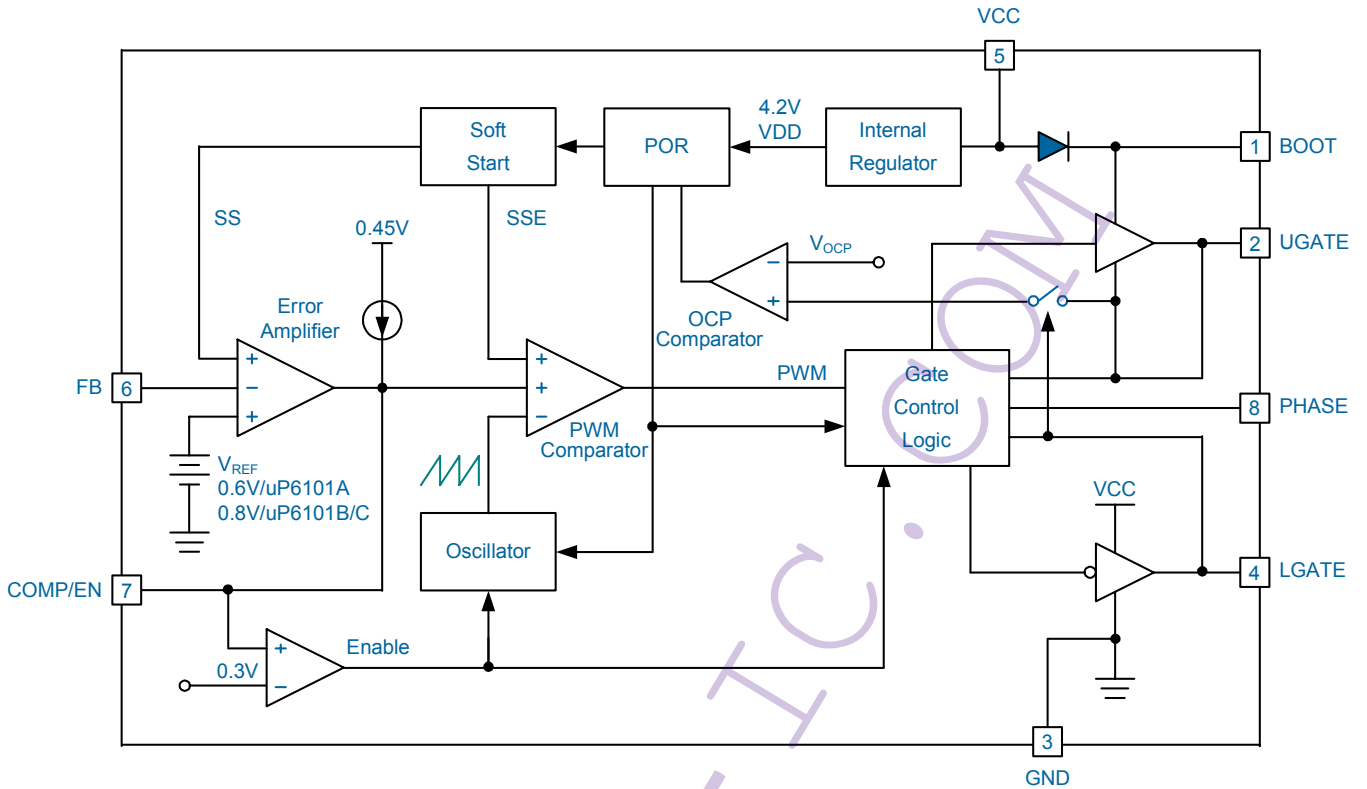 VCC
5
4.2V
VDD
Soft
Start
POR
Internal
Regulator
1
BOOT
SS
SSE
0.45V
VOCP
2
UGATE
−
+
OCP
Comparator
Error
Amplifier
+
−
+
FB
6
+
+
−
PWM
Comparator
PWM
Gate
Control
Logic
8
PHASE
VREF
0.6V/uP6101A
0.8V/uP6101B/C
VCC
Oscillator
COMP/EN
7
4
LGATE
+
−
0.3V
Enable
3
GND
-IC.COM